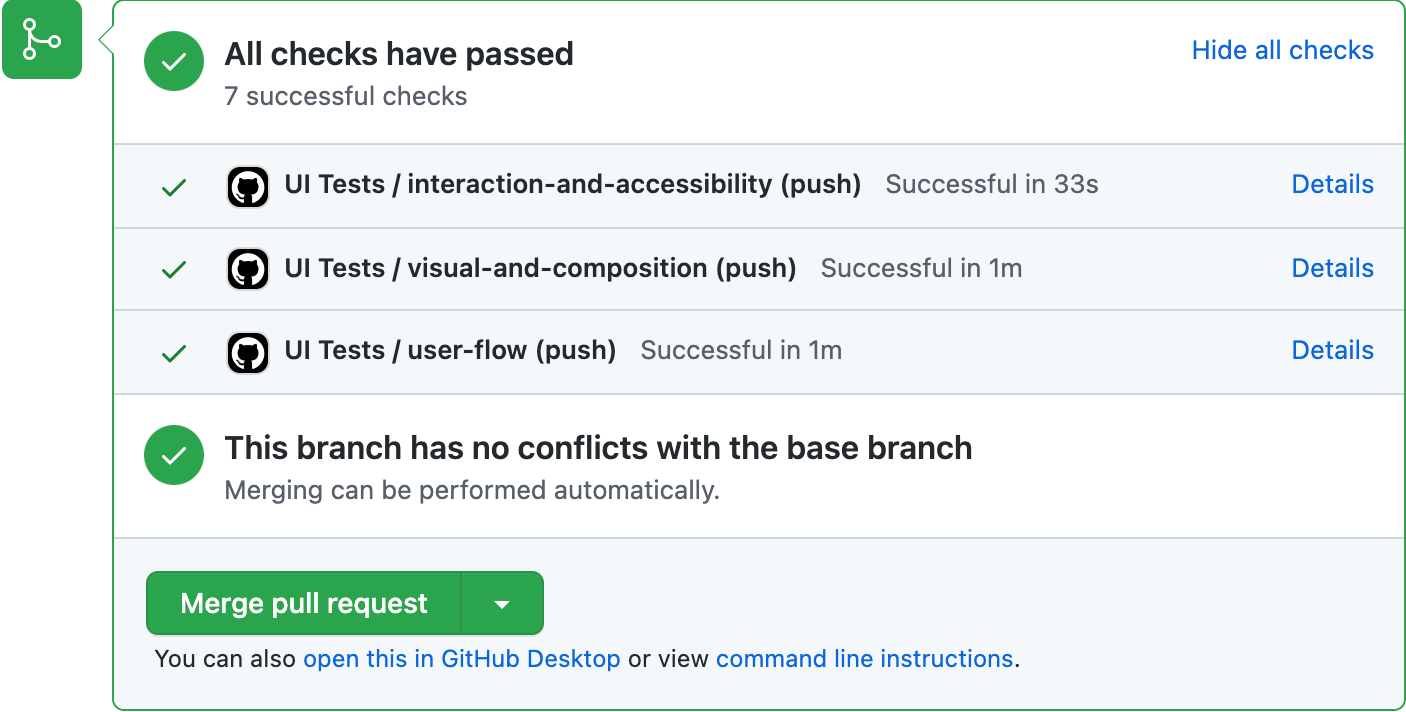 All checks have passed
Hide all checks
7 successful checks
UI Tests / interaction-and-accessibility (push) Successful in 33s Details
UI Tests / visual-and-composition (push) Successful in 1m Details
UI Tests / user-flow (push) Successful in 1m Details
This branch has no conflicts with the base branch
Merging can be performed automatically.
Merge pull request
You can also open this in GitHub Desktop or view command line instructions.